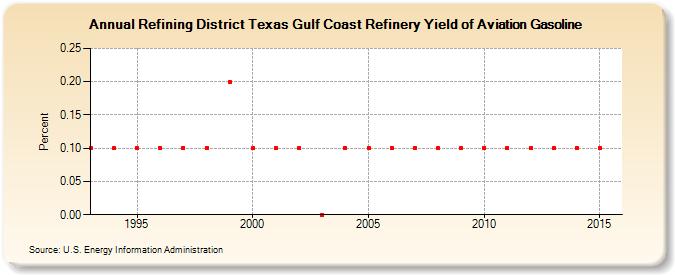 Annual Refining District Texas Gulf Coast Refinery Yield of Aviation Gasoline
Percent
0.25
0.20
0.15
0.10
0.05
0.00
1995 2000 2005 2010 2015
Source: U.S. Energy Information Administration